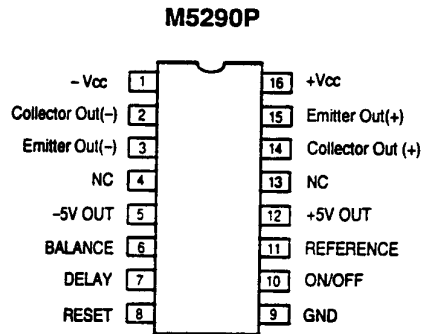 M5290P
– Vcc 1 16 +Vcc
Collector Out(–) 2 15 Emitter Out(+)
Emitter Out(–) 3 14 Collector Out (+)
NC 4 13 NC
–5V OUT 5 12 +5V OUT
BALANCE 6 11 REFERENCE
DELAY 7 10 ON/OFF
RESET 8 9 GND